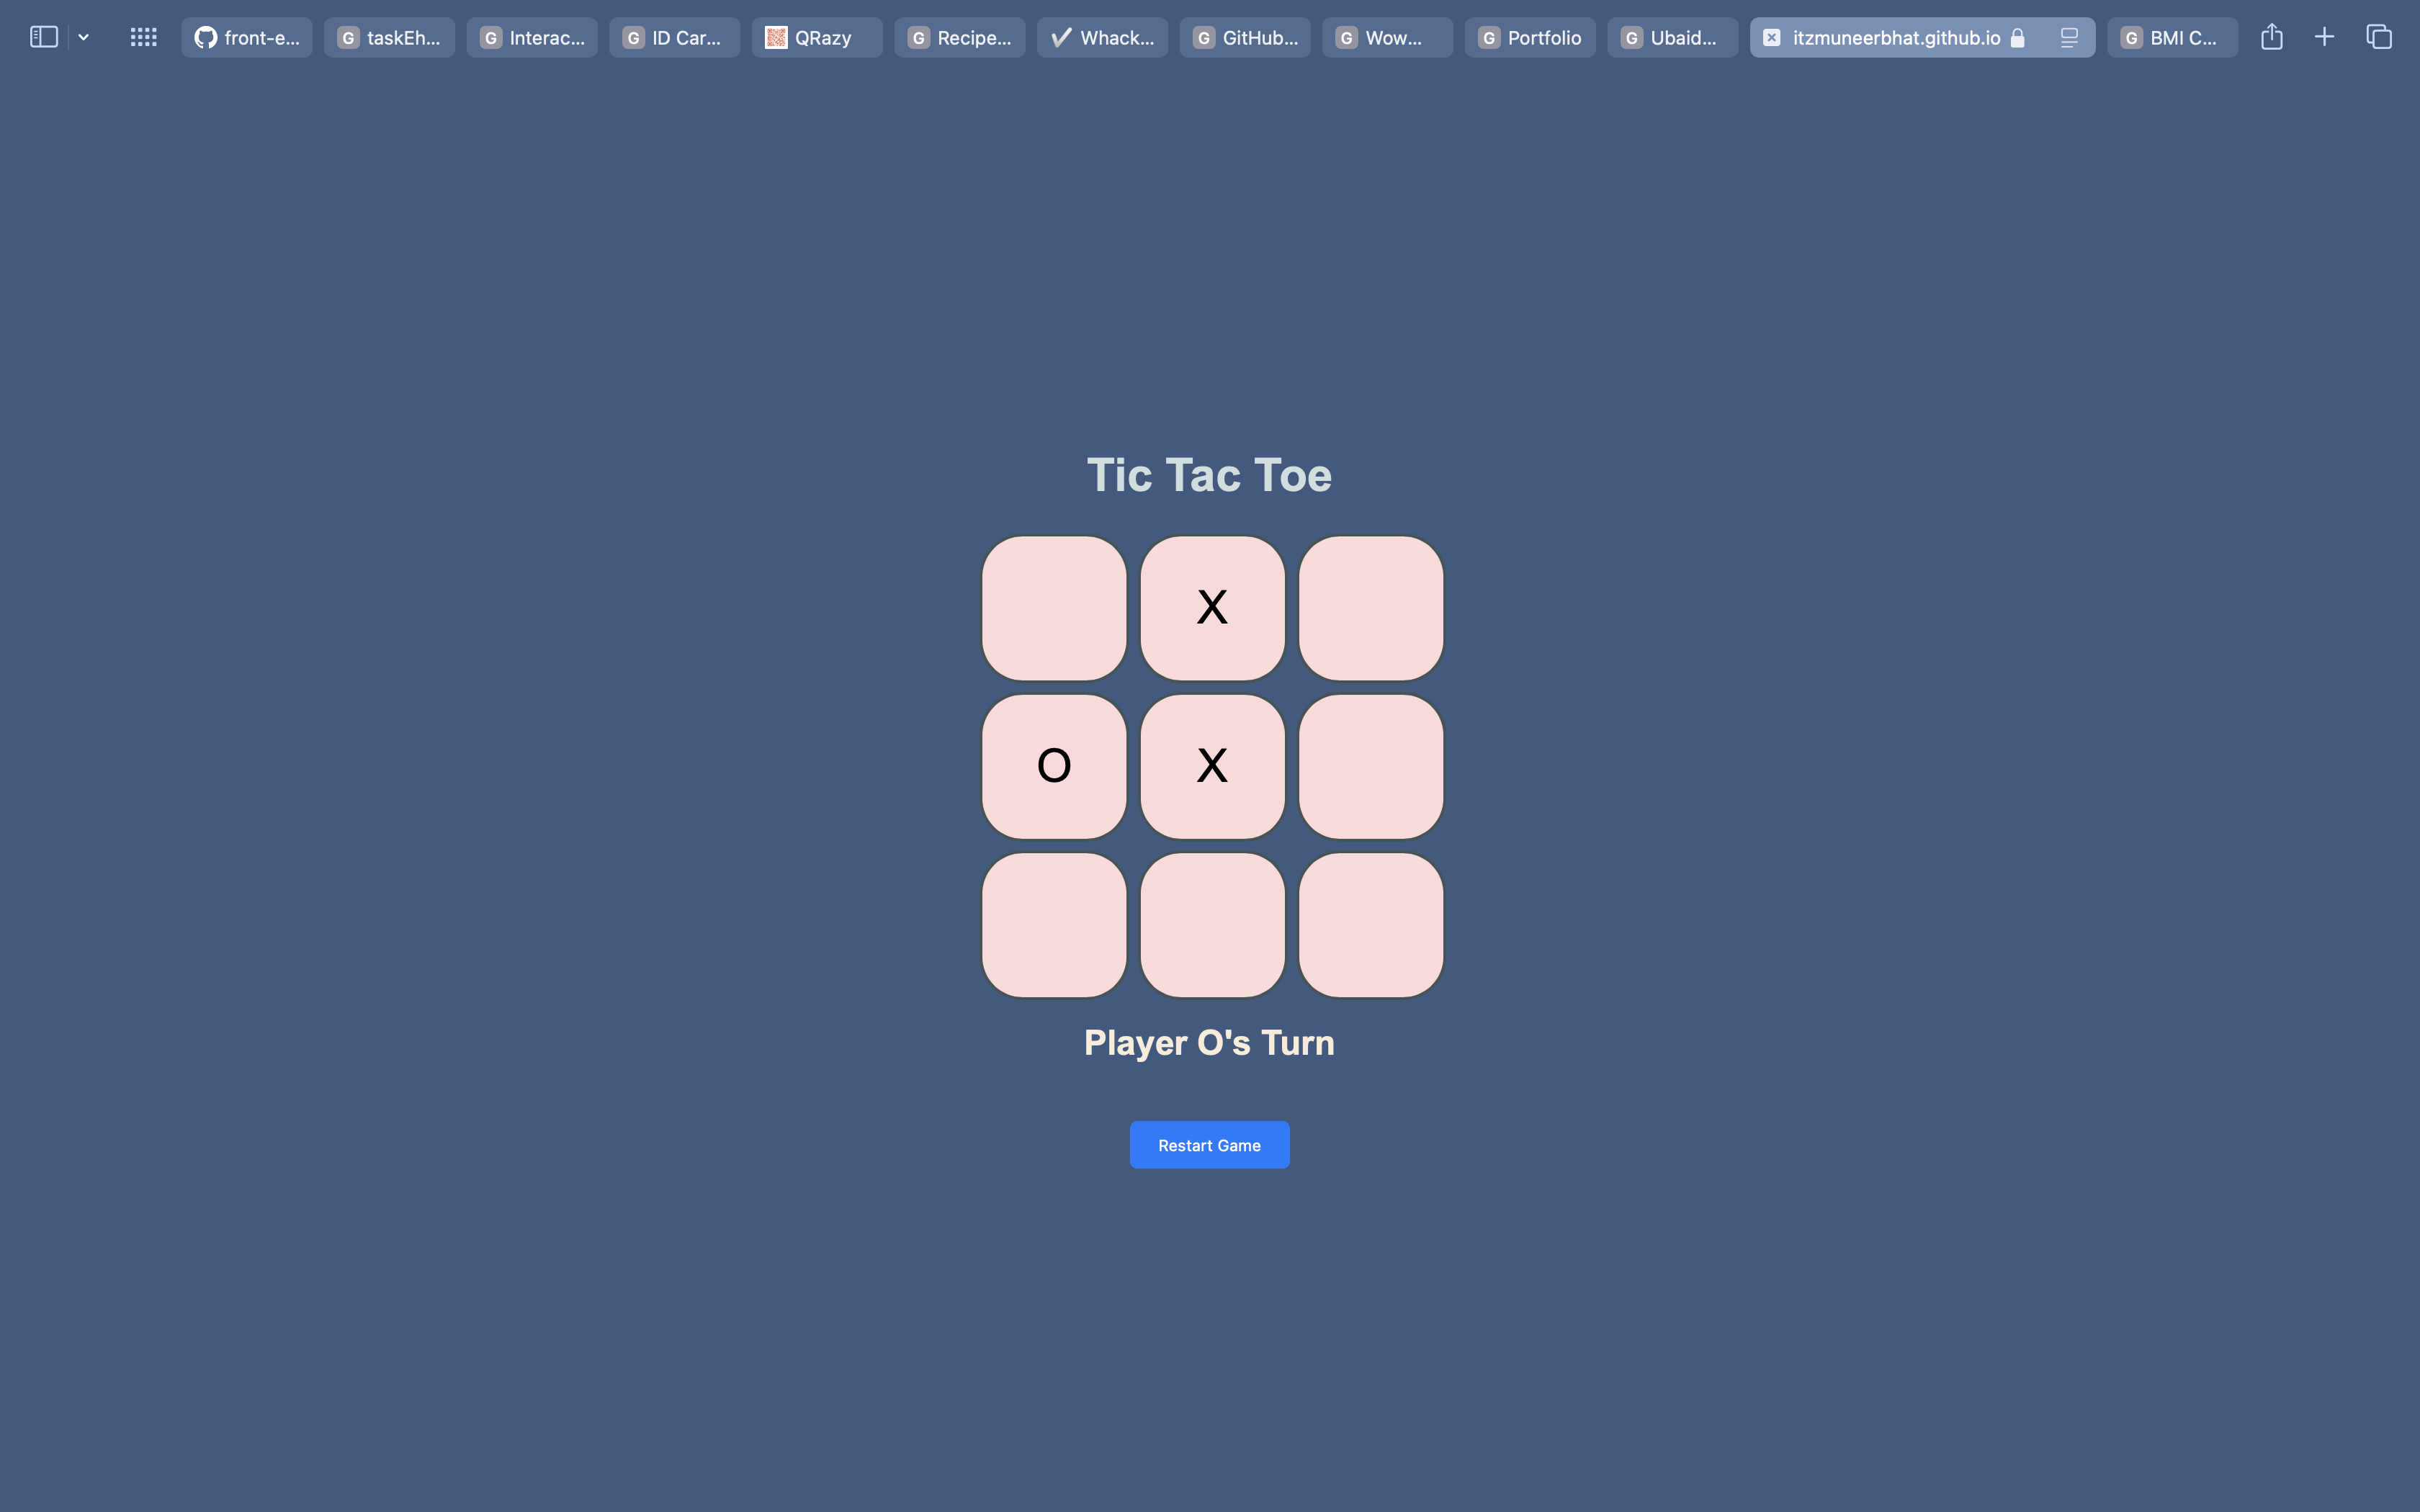 front-e...
G taskEh...
G Interac...
G ID Car...
QRazy
G Recipe...
Whack...
G GitHub...
G Wow...
G Portfolio
G Ubaid...
itzmuneerbhat.github.io
G BMI C...
Tic Tac Toe
X
O X
Player O's Turn
Restart Game